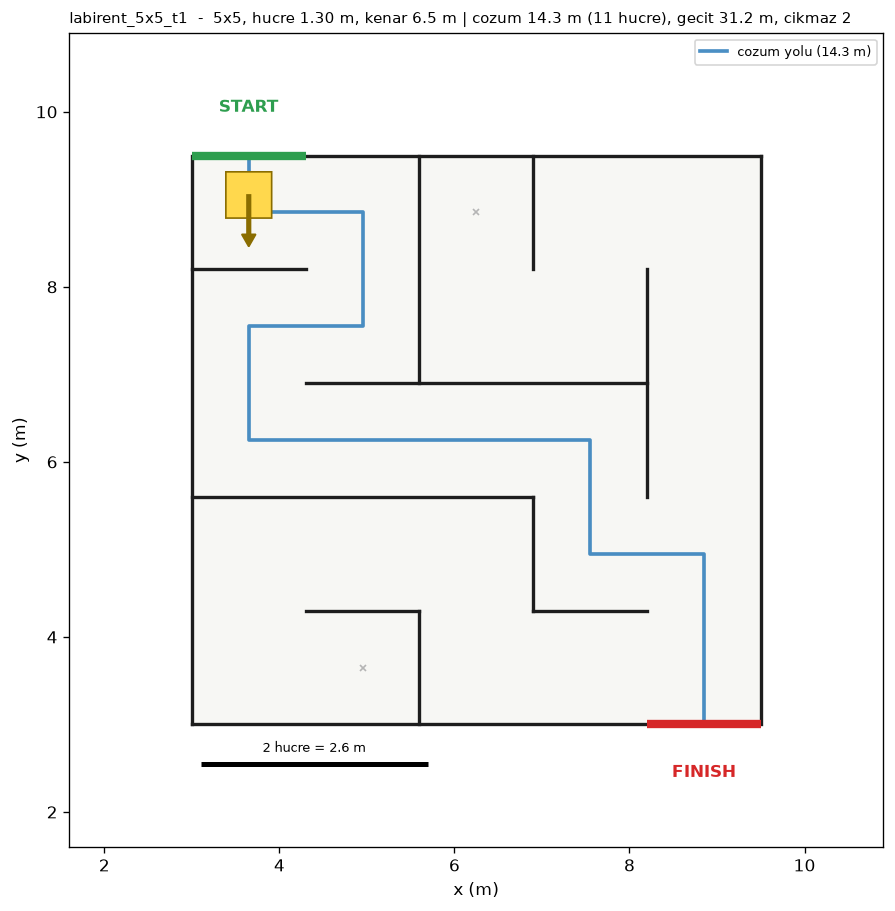 labirent_5x5_t1  -  5x5, hucre 1.30 m, kenar 6.5 m | cozum 14.3 m (11 hucre), gecit 31.2 m, cikmaz 2
cozum yolu (14.3 m)
START
10
8
6
4
2
y (m)
2 hucre = 2.6 m
FINISH
2
4
6
8
10
x (m)